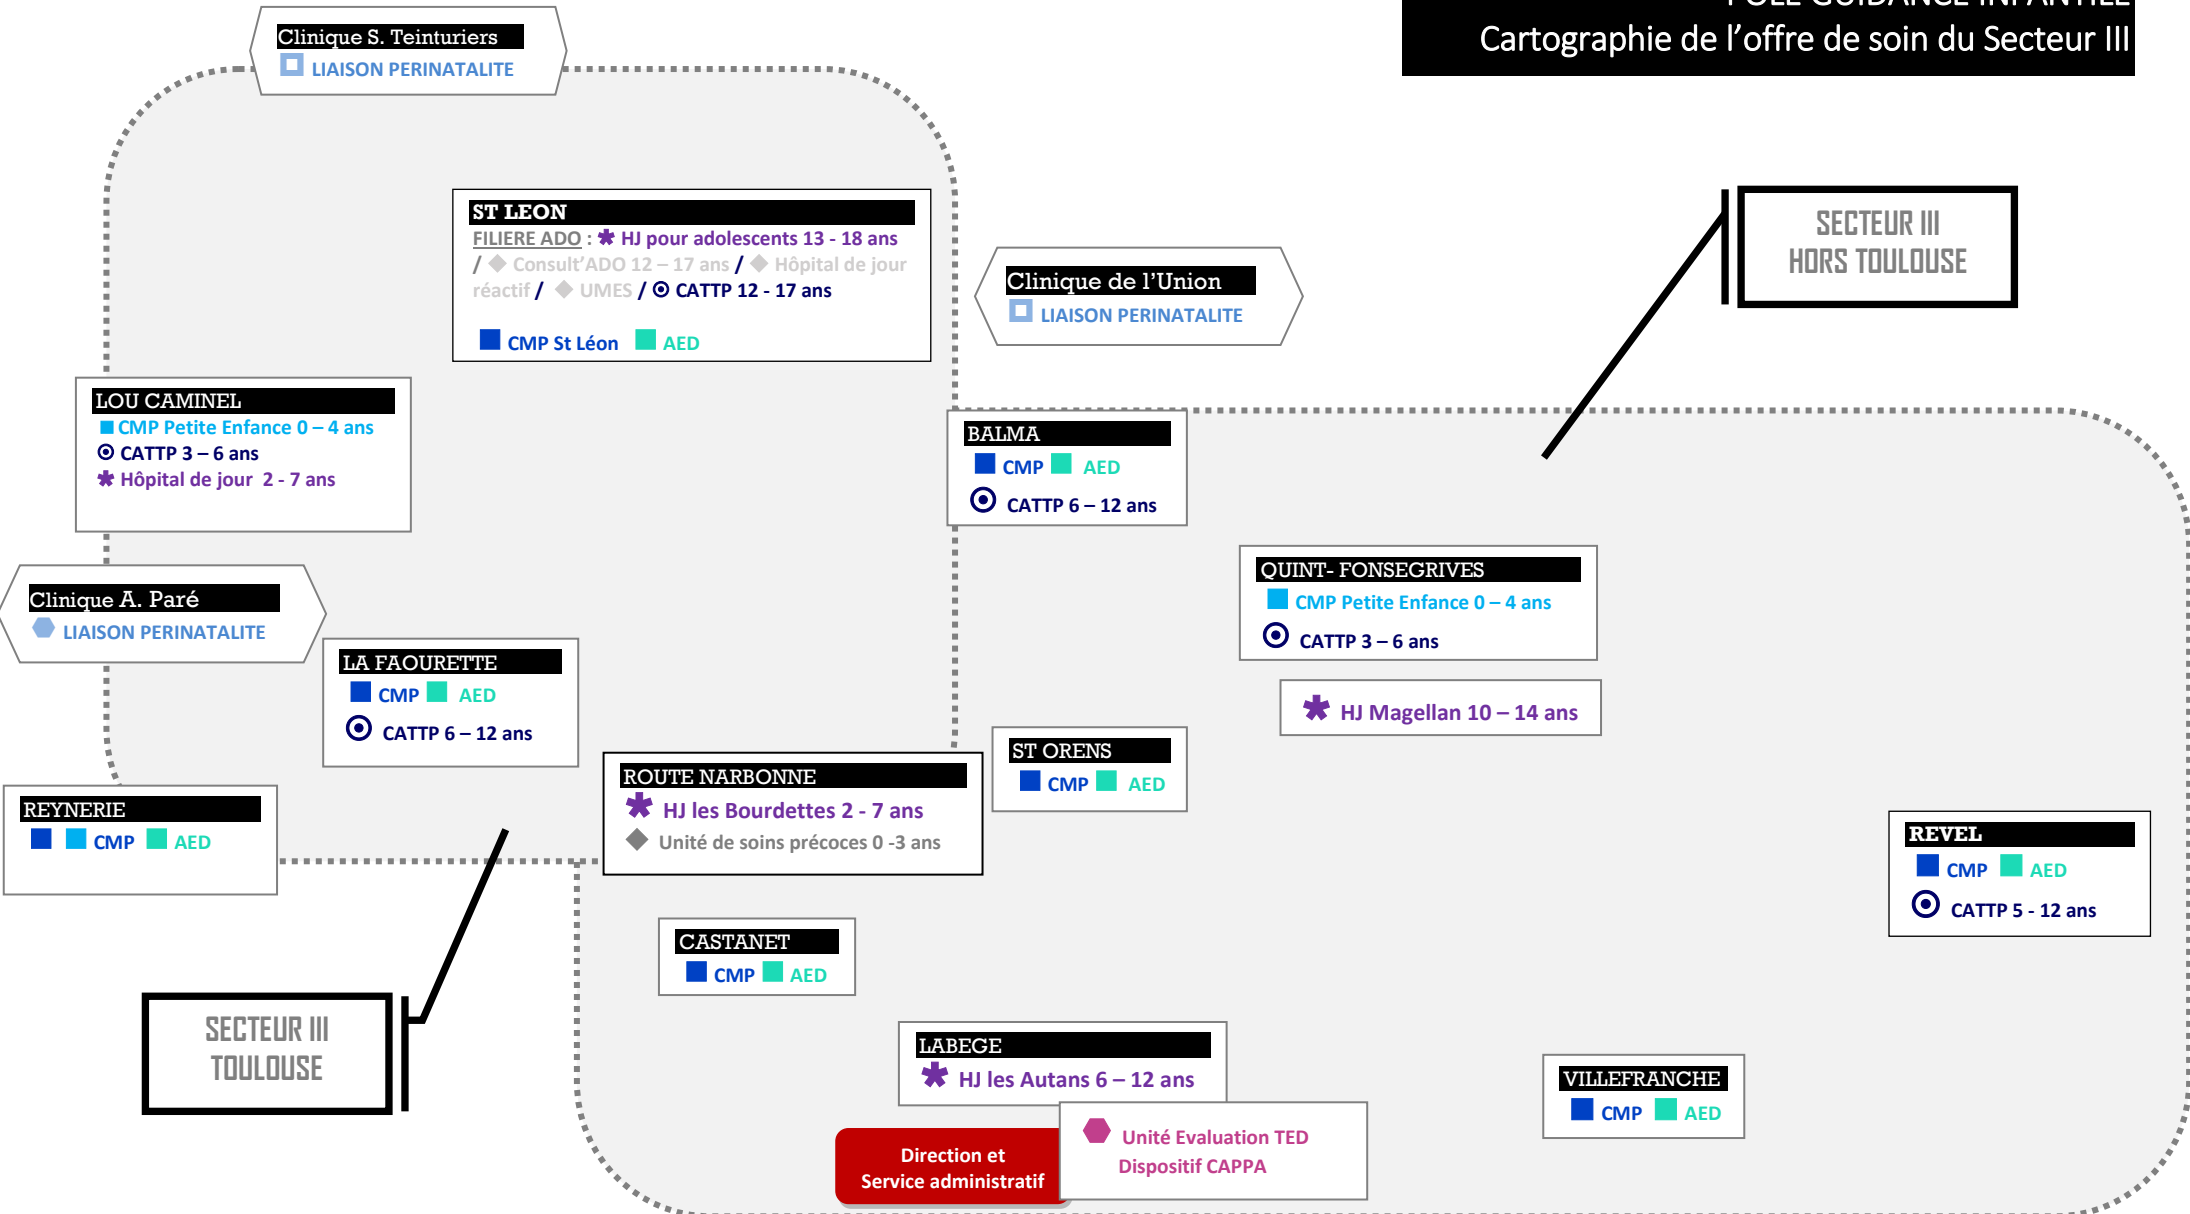 POLE GUIDANCE INFANTILE
Cartographie de l’offre de soin du Secteur III
Clinique S. Teinturiers
LIAISON PERINATALITE
ST LEON
FILIERE ADO : HJ pour adolescents 13 - 18 ans
/ Consult’ADO 12 – 17 ans / Hôpital de jour
réactif / UMES / CATTP 12 - 17 ans
CMP St Léon AED
SECTEUR III
HORS TOULOUSE
Clinique de l’Union
LIAISON PERINATALITE
LOU CAMINEL
CMP Petite Enfance 0 – 4 ans
CATTP 3 – 6 ans
Hôpital de jour 2 - 7 ans
BALMA
CMP AED
CATTP 6 – 12 ans
QUINT- FONSEGRIVES
CMP Petite Enfance 0 – 4 ans
CATTP 3 – 6 ans
HJ Magellan 10 – 14 ans
Clinique A. Paré
LIAISON PERINATALITE
LA FAOURETTE
CMP AED
CATTP 6 – 12 ans
ST ORENS
CMP AED
ROUTE NARBONNE
HJ les Bourdettes 2 - 7 ans
Unité de soins précoces 0 -3 ans
REYNERIE
CMP AED
REVEL
CMP AED
CATTP 5 - 12 ans
CASTANET
CMP AED
SECTEUR III
TOULOUSE
LABEGE
HJ les Autans 6 – 12 ans
VILLEFRANCHE
CMP AED
Unité Evaluation TED
Dispositif CAPPA
Direction et
Service administratif